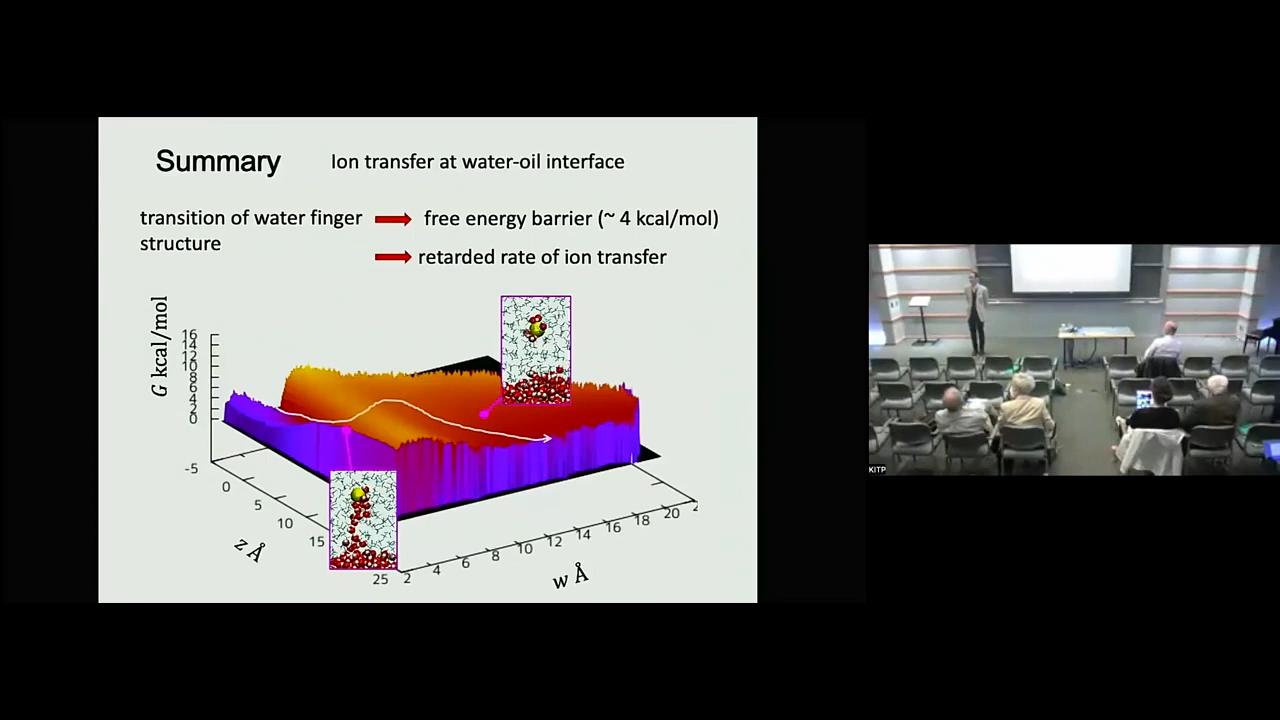 Summary
Ion transfer at water-oil interface
transition of water finger
structure
free energy barrier (~ 4 kcal/mol)
retarded rate of ion transfer
G kcal/mol
16
14
12
10
8
6
4
2
0
-5
0
5
10
15
25
z Å
2
4
6
8
10
12
14
16
18
20
w Å
KITP